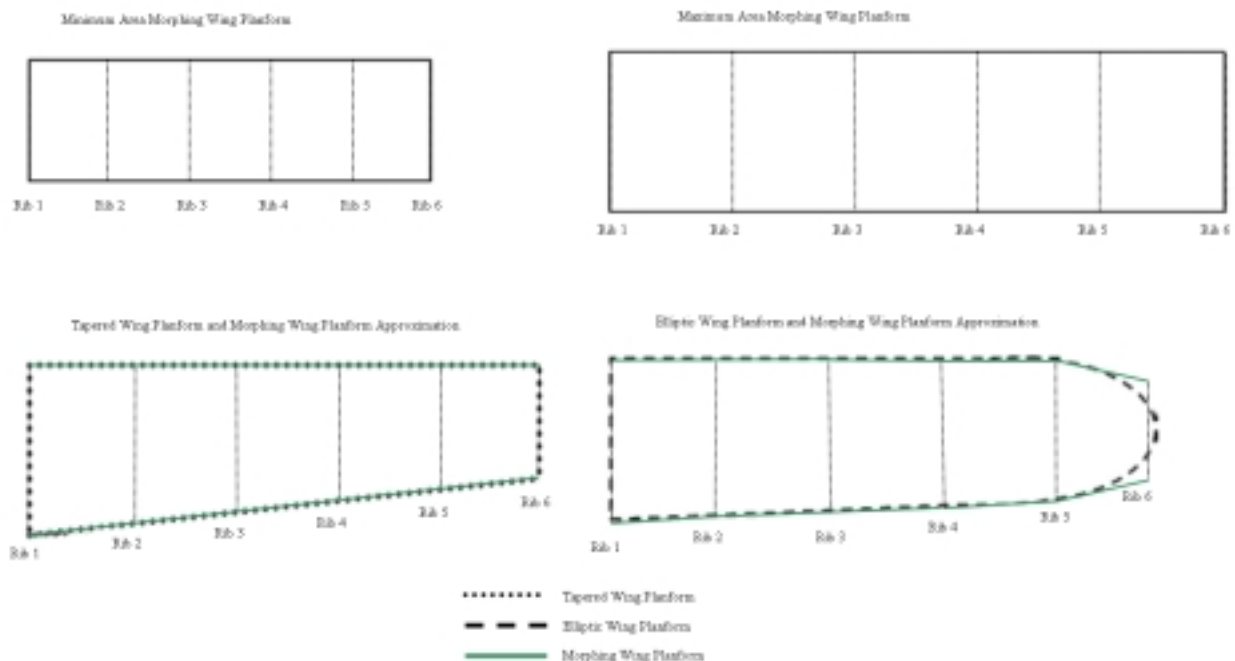 Minimum Area Morphing Wing Planform
Maximum Area Morphing Wing Planform
Rib 1 Rib 2 Rib 3 Rib 4 Rib 5 Rib 6
Rib 1 Rib 2 Rib 3 Rib 4 Rib 5 Rib 6
Tapered Wing Planform and Morphing Wing Planform Approximation
Elliptic Wing Planform and Morphing Wing Planform Approximation
Rib 1 Rib 2 Rib 3 Rib 4 Rib 5 Rib 6
Rib 1 Rib 2 Rib 3 Rib 4 Rib 5 Rib 6
Tapered Wing Planform
Elliptic Wing Planform
Morphing Wing Planform